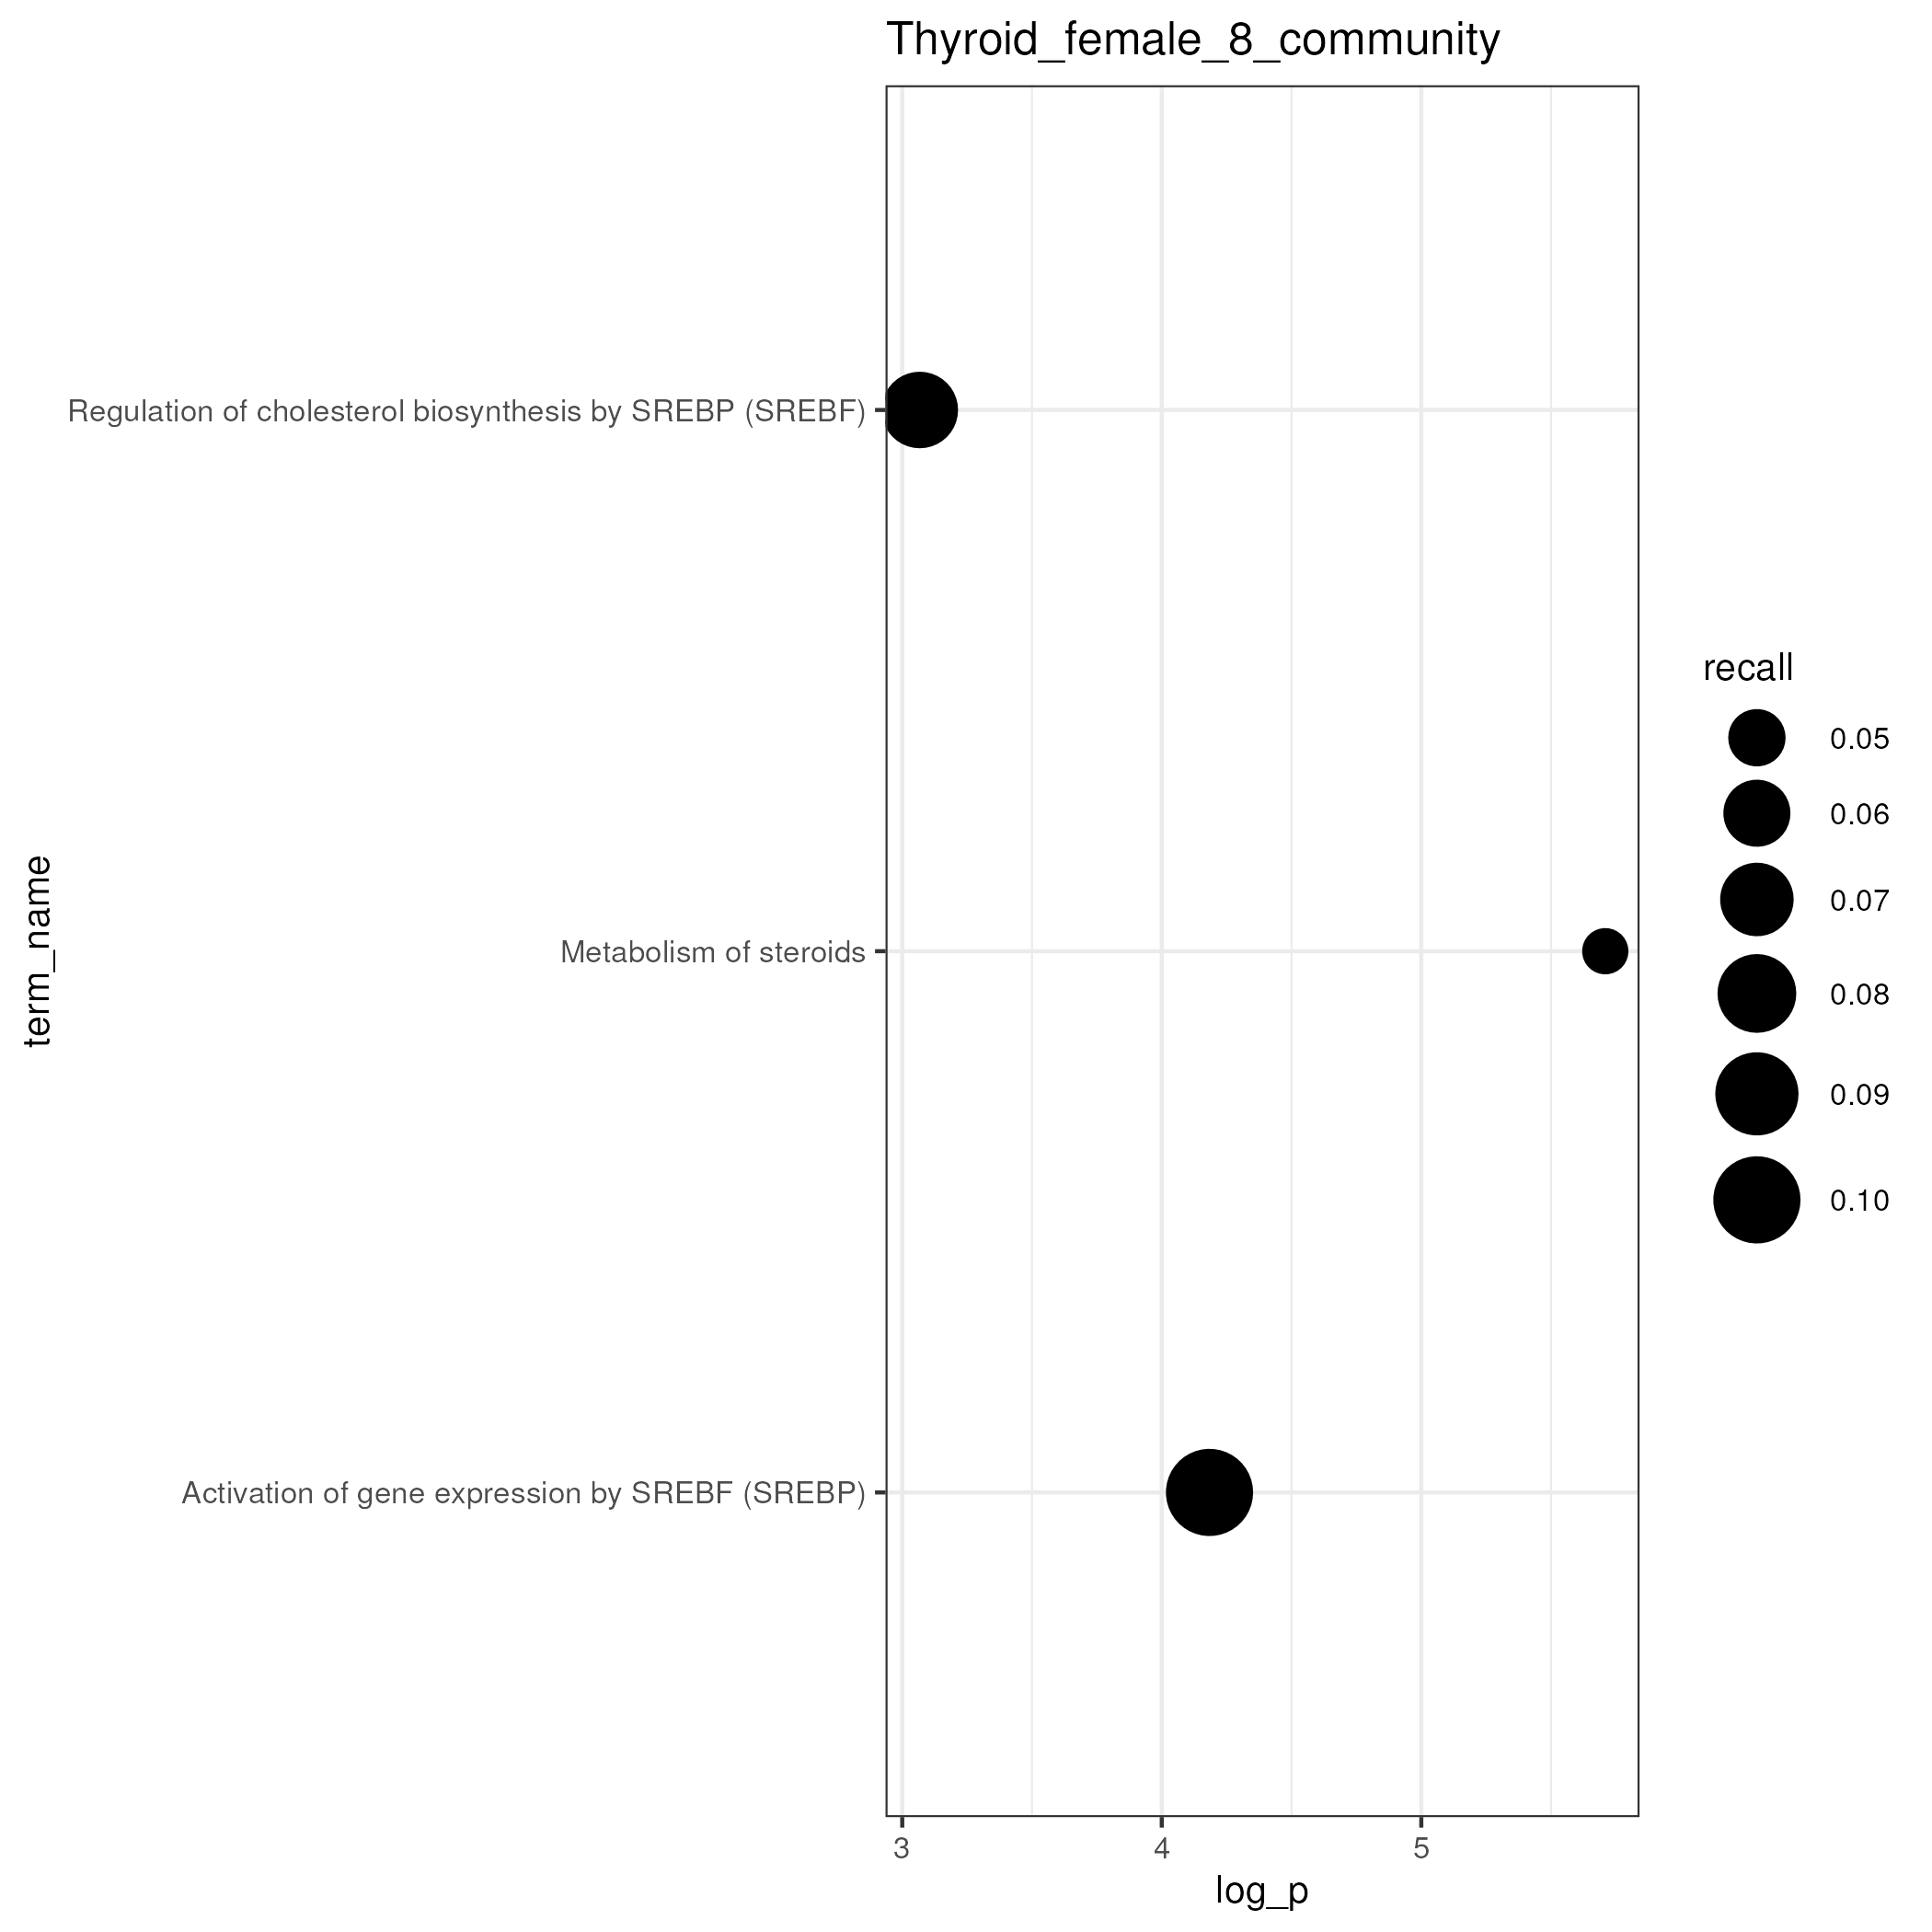 Thyroid_female_8_community
Regulation of cholesterol biosynthesis by SREBP (SREBF)
Metabolism of steroids
Activation of gene expression by SREBF (SREBP)
term_name
3
4
5
log_p
recall
0.05
0.06
0.07
0.08
0.09
0.10